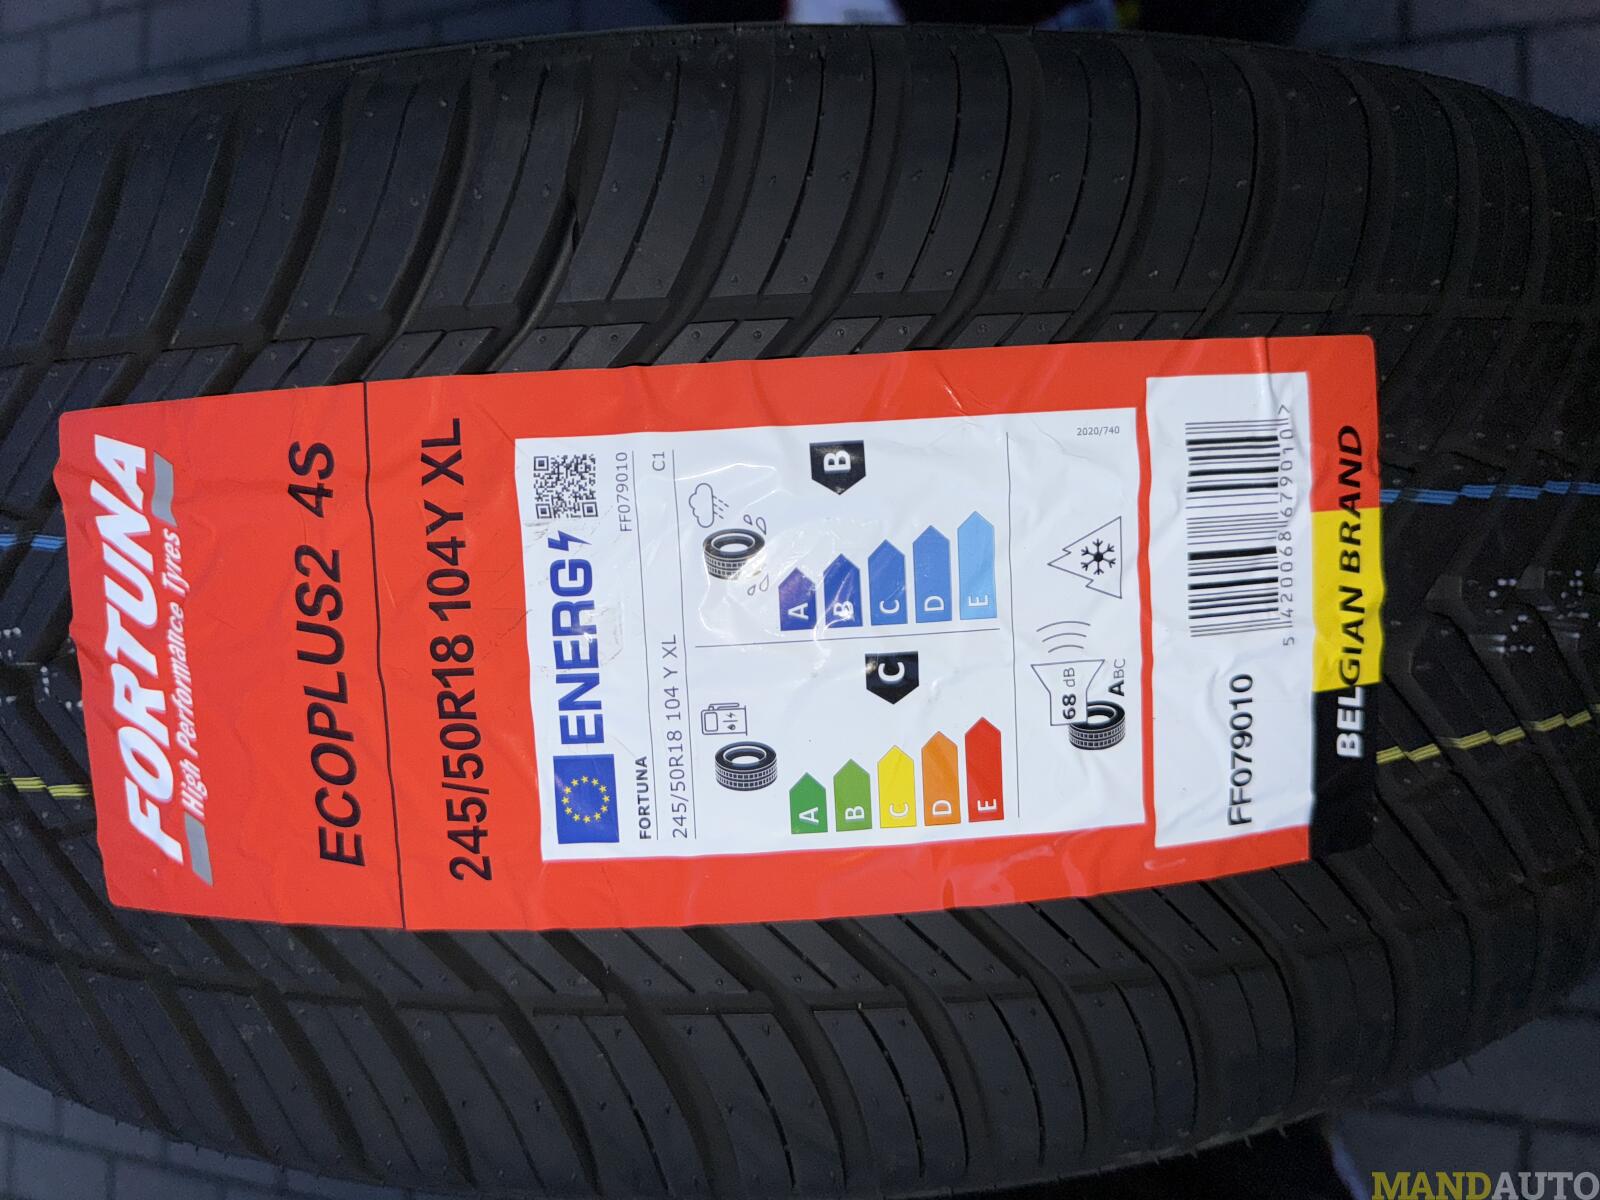 FORTUNA
High Performance Tyres
ECOPLUS2 4S
245/50R18 104Y XL
ENERG
FORTUNA
FF079010
245/50R18 104 Y XL
C1
A
B
C
D
E
C
A
B
C
D
E
B
68 dB
ABC
2020/740
FF079010
5 420068 679010 >
BELGIAN BRAND
MANDAUTO